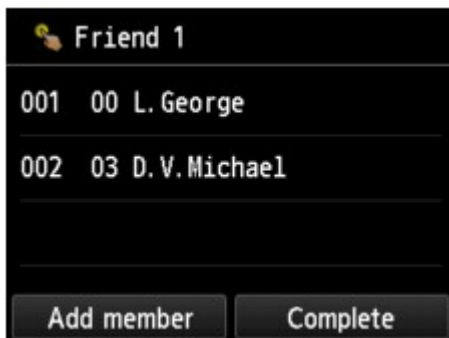 Friend 1
001 00 L.George
002 03 D.V.Michael
Add member Complete